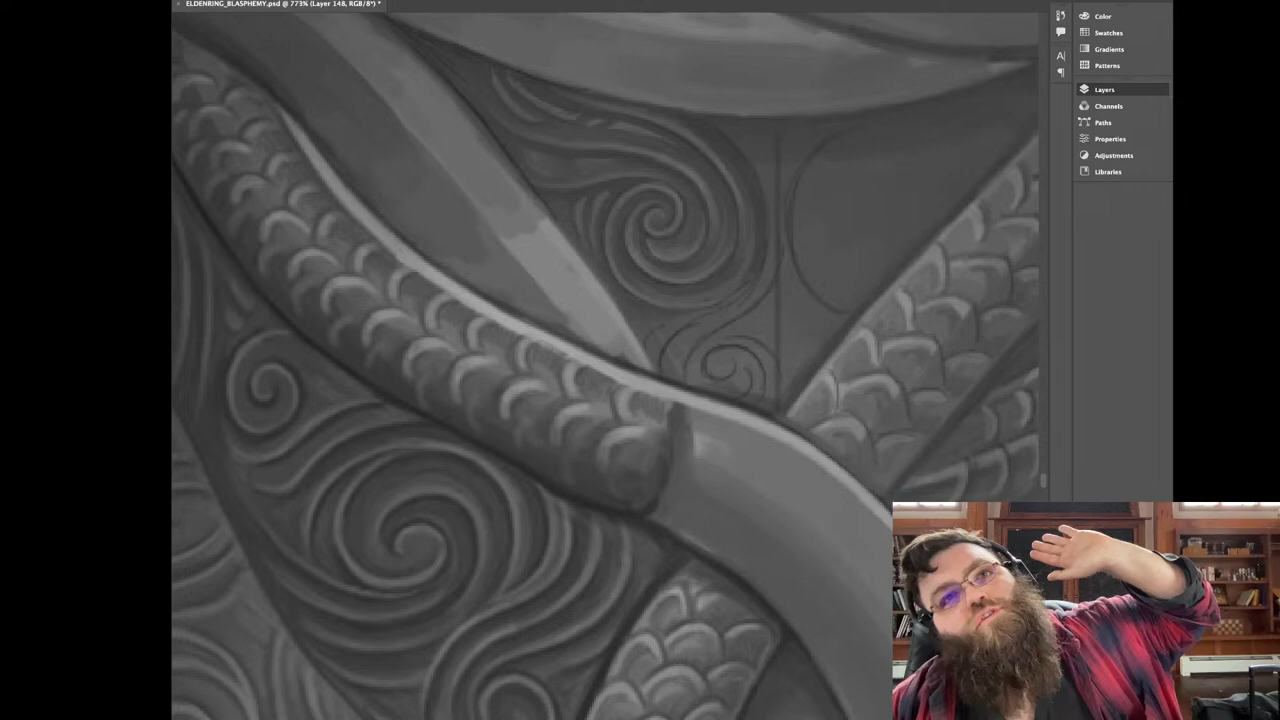 × ELDENRING_BLASPHEMY.psd @ 773% (Layer 148, RGB/8*) *
Color
Swatches
Gradients
A| Patterns
¶
Layers
Channels
Paths
Properties
Adjustments
Libraries